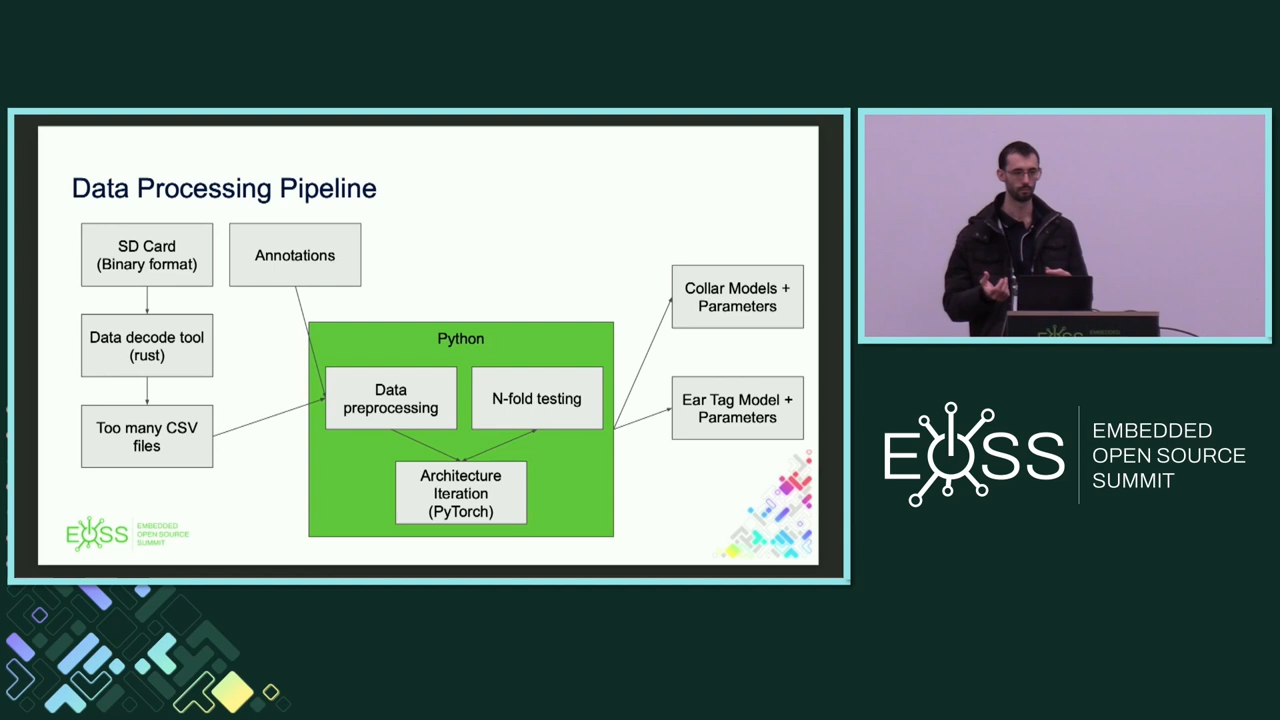 Data Processing Pipeline
SD Card
(Binary format)
Annotations
Data decode tool
(rust)
Too many CSV
files
Python
Data
preprocessing
N-fold testing
Architecture
Iteration
(PyTorch)
Collar Models +
Parameters
Ear Tag Model +
Parameters
EOSS
EMBEDDED
OPEN SOURCE
SUMMIT
EOSS
EMBEDDED
OPEN SOURCE
SUMMIT